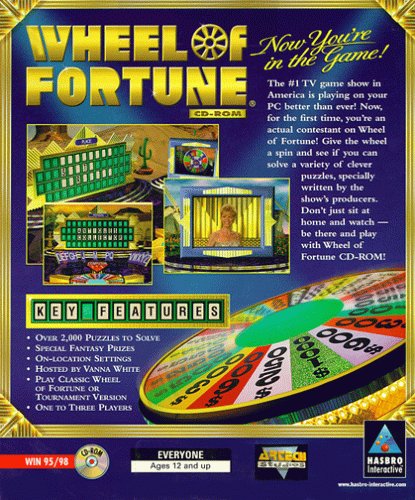 WHEEL OF
FORTUNE®
CD-ROM
Now You're
in the Game!
The #1 TV game show in
America is playing on your
PC better than ever! Now,
for the first time, you're an
actual contestant on Wheel
of Fortune! Give the wheel
a spin and see if you can
solve a variety of clever
puzzles, specially
written by the
show's producers.
Don't just sit at
home and watch —
be there and play
with Wheel of
Fortune CD-ROM!
KEY FEATURES
• Over 2,000 Puzzles to Solve
• Special Fantasy Prizes
• On-location Settings
• Hosted by Vanna White
• Play Classic Wheel
of Fortune or
Tournament Version
• One to Three Players
WIN 95/98
CD-ROM
EVERYONE
Ages 12 and up
ARTECH
studios
HASBRO
Interactive™
www.hasbro-interactive.com